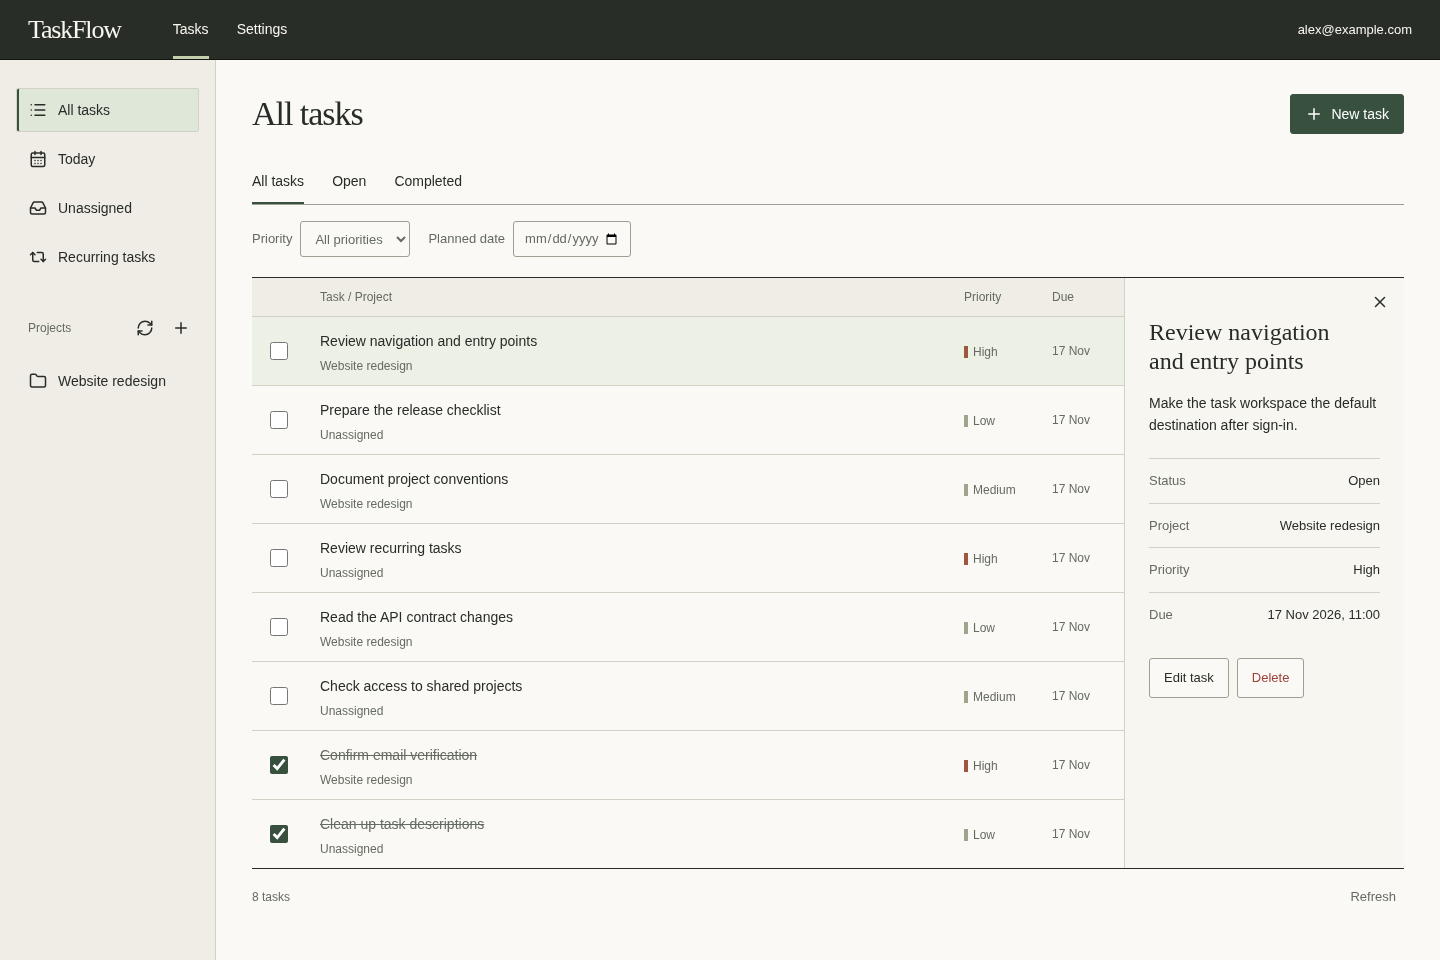 TaskFlow
Tasks
Settings
alex@example.com
All tasks
Today
Unassigned
Recurring tasks
Projects
Website redesign
All tasks
New task
All tasks
Open
Completed
Priority
All priorities
Planned date
mm/dd/yyyy
Task / Project
Priority
Due
Review navigation and entry points
Website redesign
High
17 Nov
Prepare the release checklist
Unassigned
Low
17 Nov
Document project conventions
Website redesign
Medium
17 Nov
Review recurring tasks
Unassigned
High
17 Nov
Read the API contract changes
Website redesign
Low
17 Nov
Check access to shared projects
Unassigned
Medium
17 Nov
Confirm email verification
Website redesign
High
17 Nov
Clean up task descriptions
Unassigned
Low
17 Nov
Review navigation
and entry points
Make the task workspace the default
destination after sign-in.
Status
Open
Project
Website redesign
Priority
High
Due
17 Nov 2026, 11:00
Edit task
Delete
8 tasks
Refresh